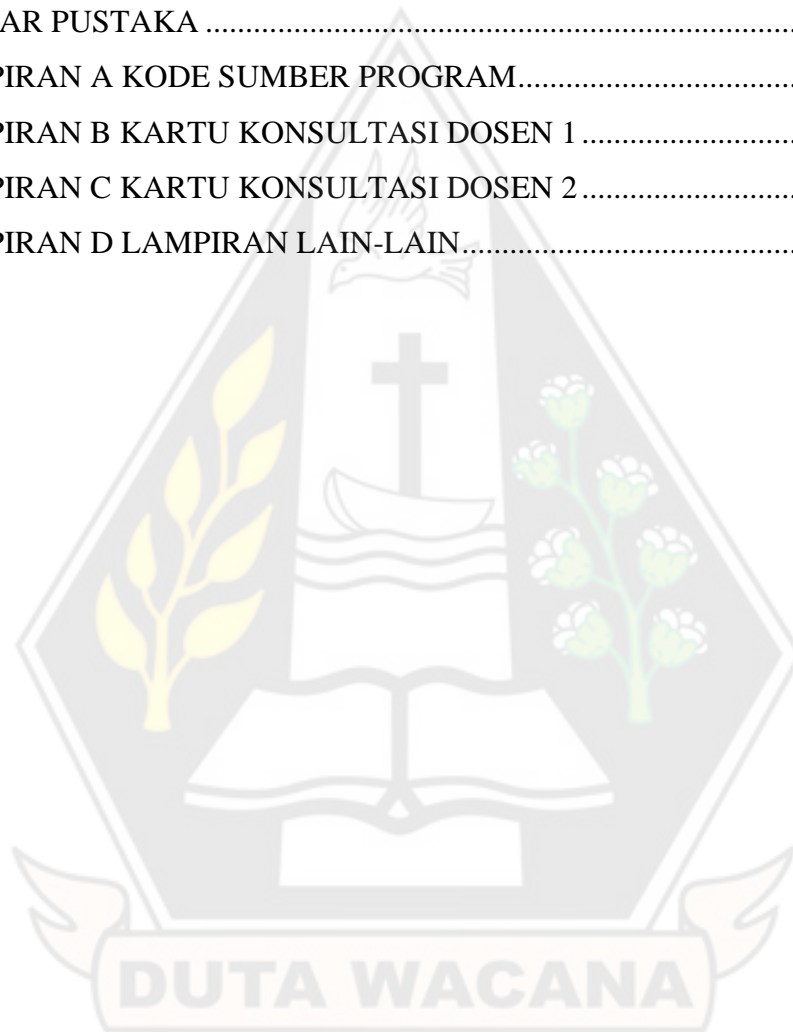 AR PUSTAKA ..........................................................................
PIRAN A KODE SUMBER PROGRAM...................................
PIRAN B KARTU KONSULTASI DOSEN 1 ...........................
PIRAN C KARTU KONSULTASI DOSEN 2 ...........................
PIRAN D LAMPIRAN LAIN-LAIN..........................................
DUTA WACANA